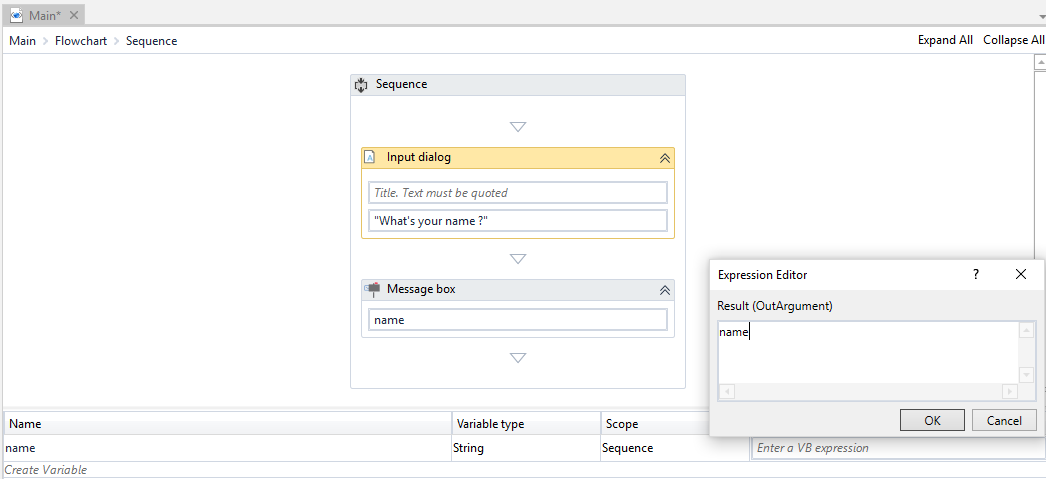 Main*
Main > Flowchart > Sequence
Expand All Collapse All
Sequence
Input dialog
Title. Text must be quoted
"What's your name ?"
Message box
name
Expression Editor
?
Result (OutArgument)
name
OK Cancel
Name Variable type Scope
name String Sequence Enter a VB expression
Create Variable